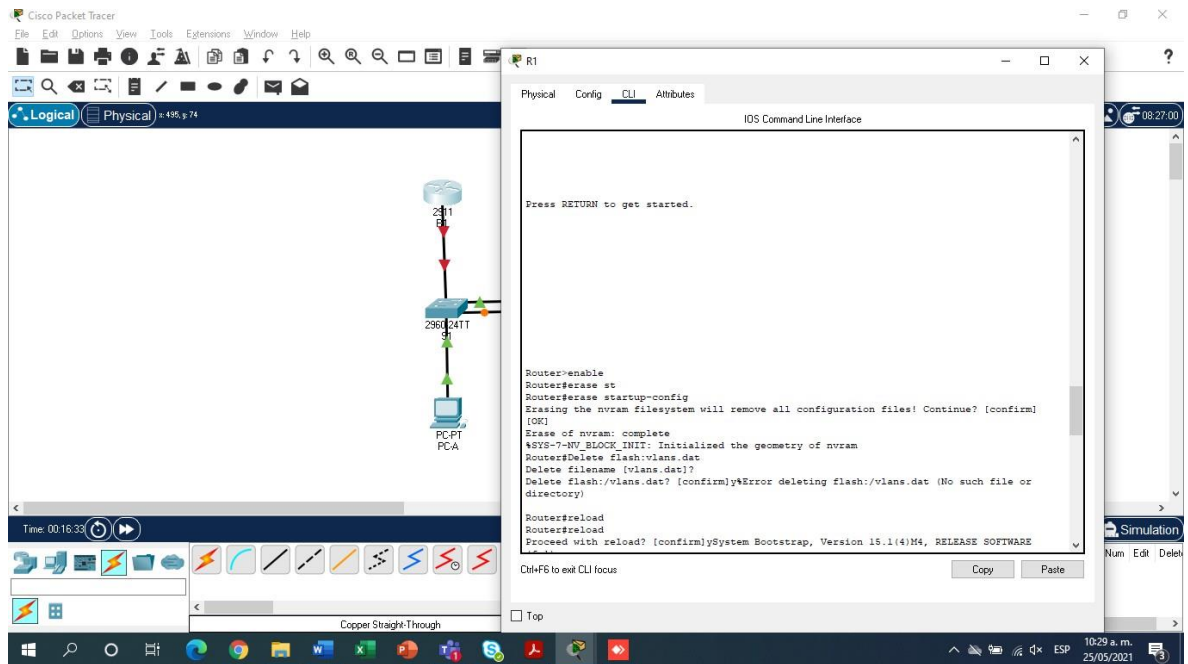 Cisco Packet Tracer
File Edit Options View Tools Extensions Window Help
Logical Physical x: 495, y: 74
08:27:00
2911
R1
2960-24TT
S1
PC-PT
PC-A
Time: 00:16:33
Copper Straight-Through
R1
Physical Config CLI Attributes
IOS Command Line Interface
Press RETURN to get started.
Router>enable
Router#erase st
Router#erase startup-config
Erasing the nvram filesystem will remove all configuration files! Continue? [confirm]
[OK]
Erase of nvram: complete
%SYS-7-NV_BLOCK_INIT: Initialized the geometry of nvram
Router#Delete flash:vlans.dat
Delete filename [vlans.dat]?
Delete flash:/vlans.dat? [confirm]y%Error deleting flash:/vlans.dat (No such file or
directory)
Router#reload
Router#reload
Proceed with reload? [confirm]ySystem Bootstrap, Version 15.1(4)M4, RELEASE SOFTWARE
Ctrl+F6 to exit CLI focus
Copy Paste
Top
Simulation
Num Edit Delete
ESP
10:29 a. m.
25/05/2021
3